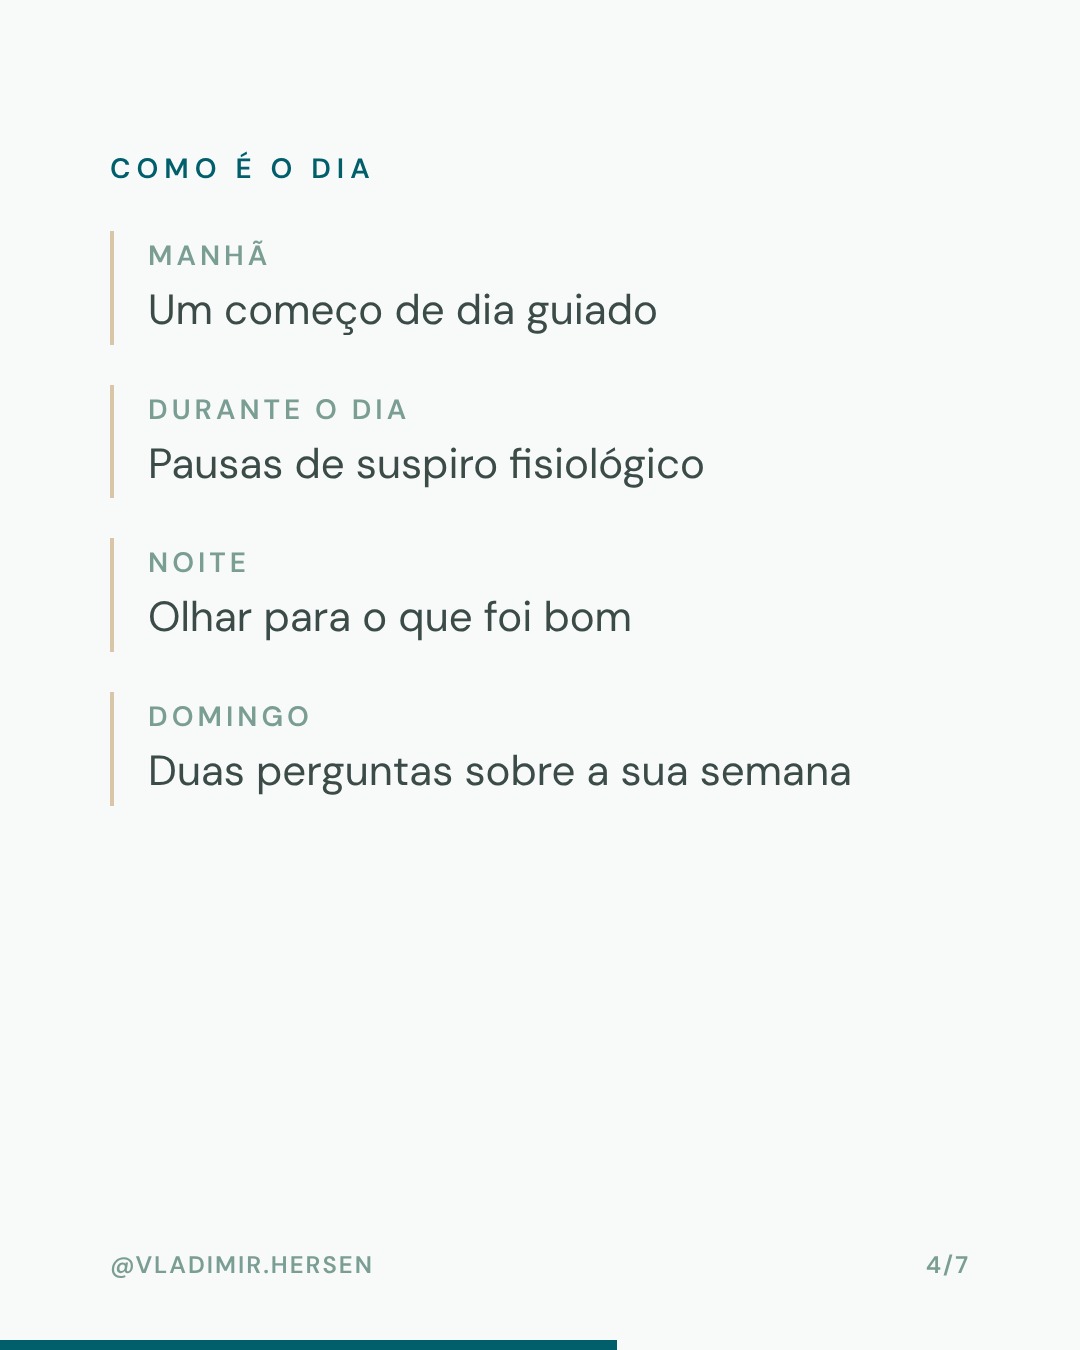 COMO É O DIA
MANHÃ
Um começo de dia guiado
DURANTE O DIA
Pausas de suspiro fisiológico
NOITE
Olhar para o que foi bom
DOMINGO
Duas perguntas sobre a sua semana
@VLADIMIR.HERSEN
4/7